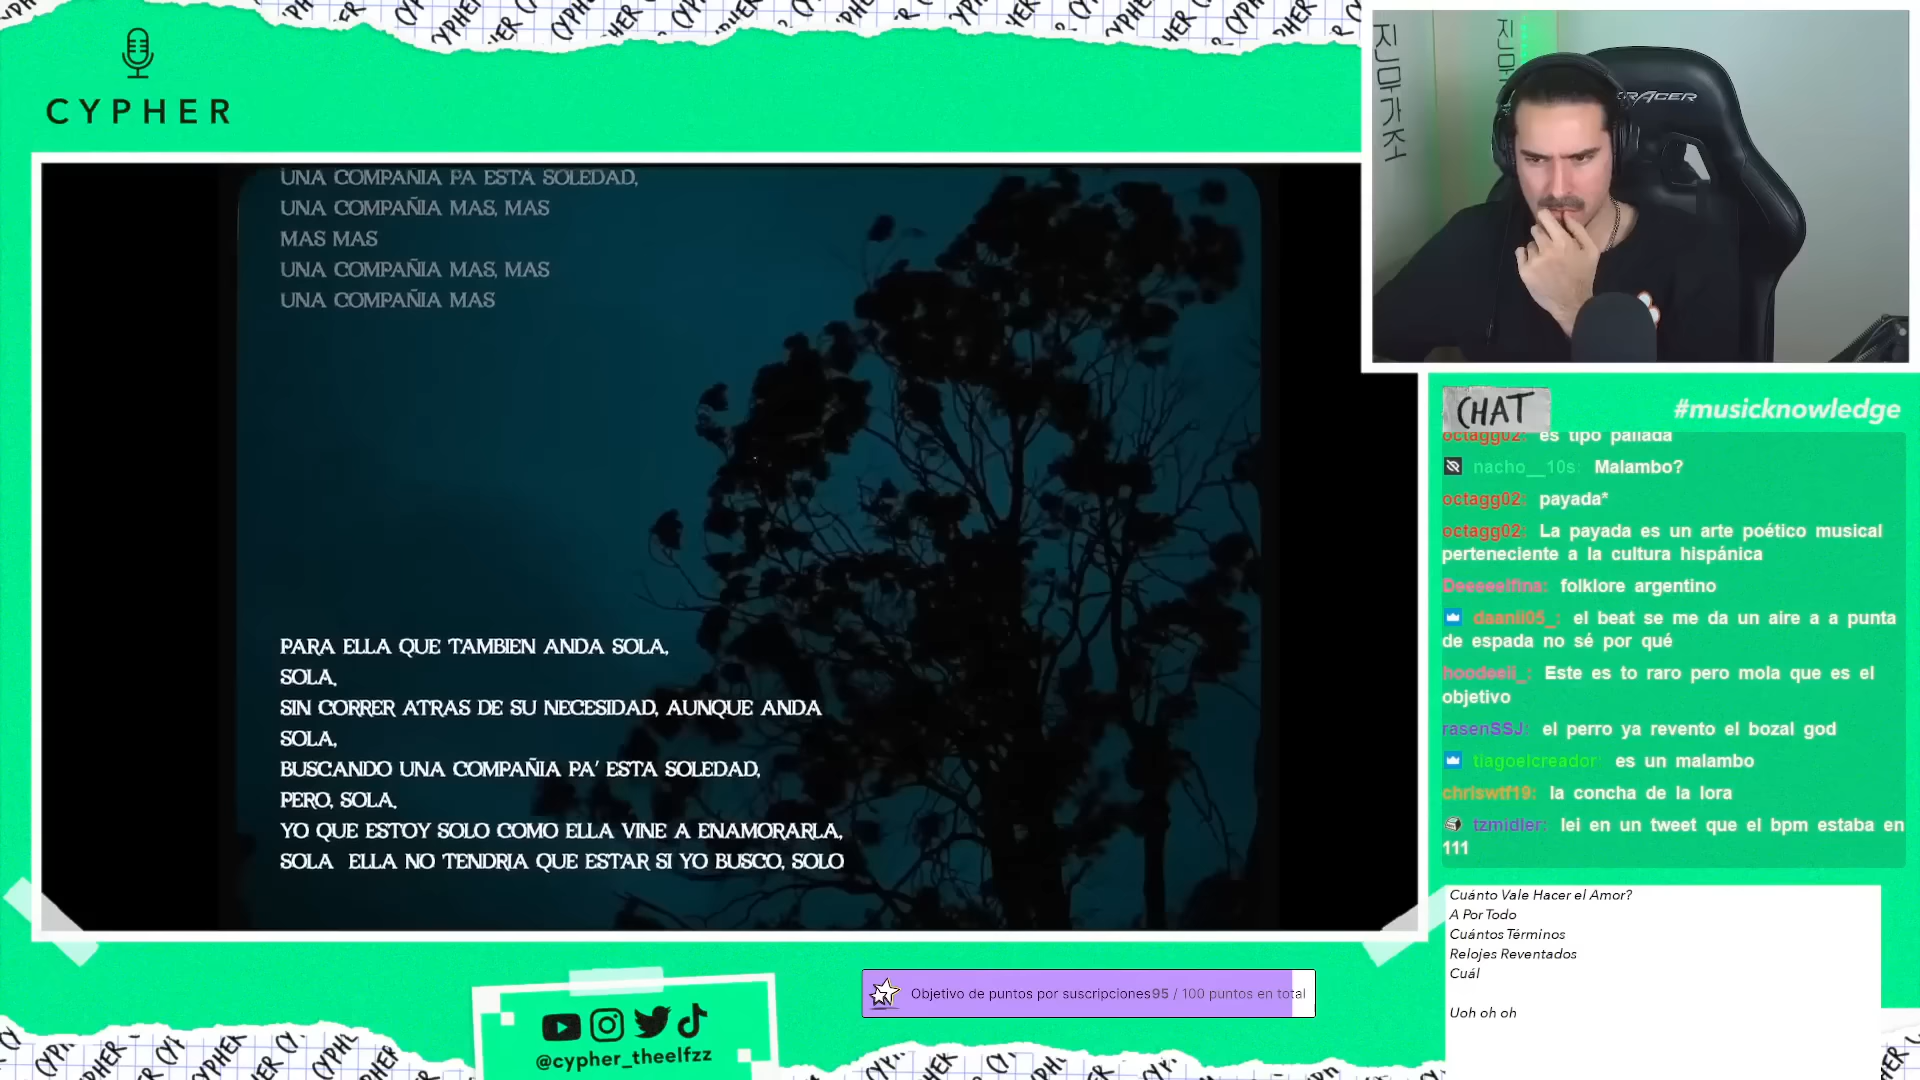 CYPHER
UNA COMPAÑIA PA ESTA SOLEDAD,
UNA COMPAÑIA MAS, MAS
MAS MAS
UNA COMPAÑIA MAS, MAS
UNA COMPAÑIA MAS
PARA ELLA QUE TAMBIEN ANDA SOLA,
SOLA,
SIN CORRER ATRAS DE SU NECESIDAD, AUNQUE ANDA
SOLA,
BUSCANDO UNA COMPAÑIA PA' ESTA SOLEDAD,
PERO, SOLA,
YO QUE ESTOY SOLO COMO ELLA VINE A ENAMORARLA,
SOLA ELLA NO TENDRIA QUE ESTAR SI YO BUSCO, SOLO
CHAT
#musicknowledge
octagg02: es tipo pallada
nacho__10s: Malambo?
octagg02: payada*
octagg02: La payada es un arte poético musical
perteneciente a la cultura hispánica
Deeeeelfina: folklore argentino
daanii05_: el beat se me da un aire a a punta
de espada no sé por qué
hoodesii_: Este es to raro pero mola que es el
objetivo
rasenSSJ: el perro ya revento el bozal god
tiagoelcreador: es un malambo
chriswtf19: la concha de la lora
tzmidler: lei en un tweet que el bpm estaba en
111
Cuánto Vale Hacer el Amor?
A Por Todo
Cuántos Términos
Relojes Reventados
Cuál
Uoh oh oh
Objetivo de puntos por suscripciones 95 / 100 puntos en total
@cypher_theelfzz